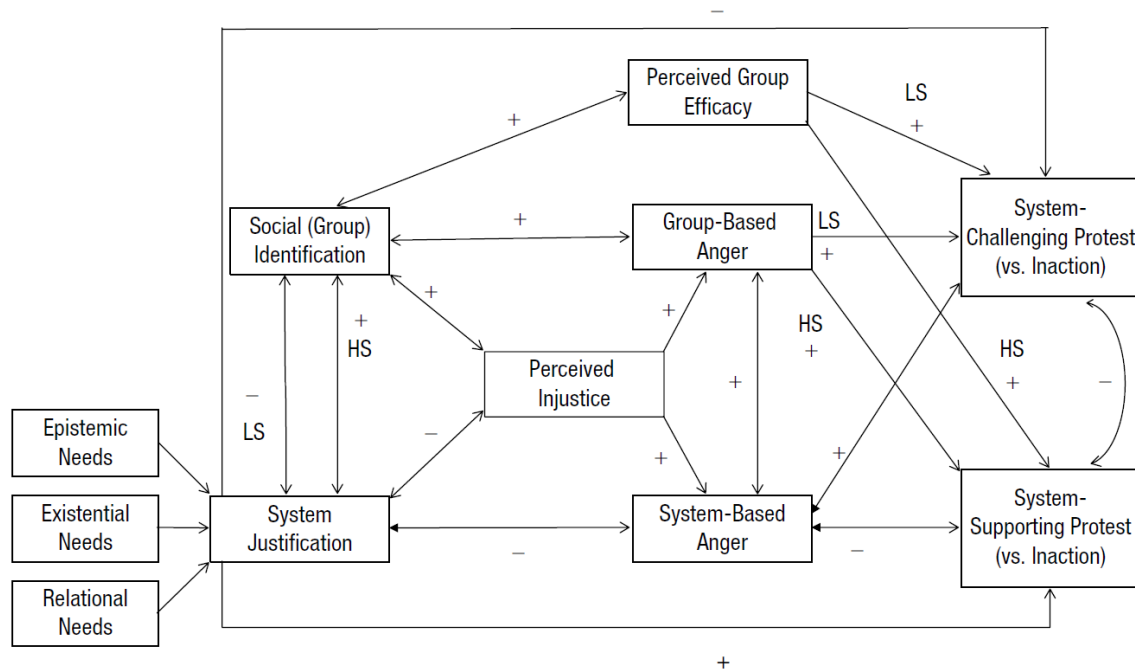 −
Perceived Group
Efficacy
LS
+
+
Social (Group)
Identification
+
Group-Based
Anger
LS
+
System-
Challenging Protest
(vs. Inaction)
+
+
HS
+
HS
+
HS
+
Perceived
Injustice
+
−
−
LS
−
+
+
Epistemic
Needs
Existential
Needs
Relational
Needs
System
Justification
−
System-Based
Anger
−
System-
Supporting Protest
(vs. Inaction)
+